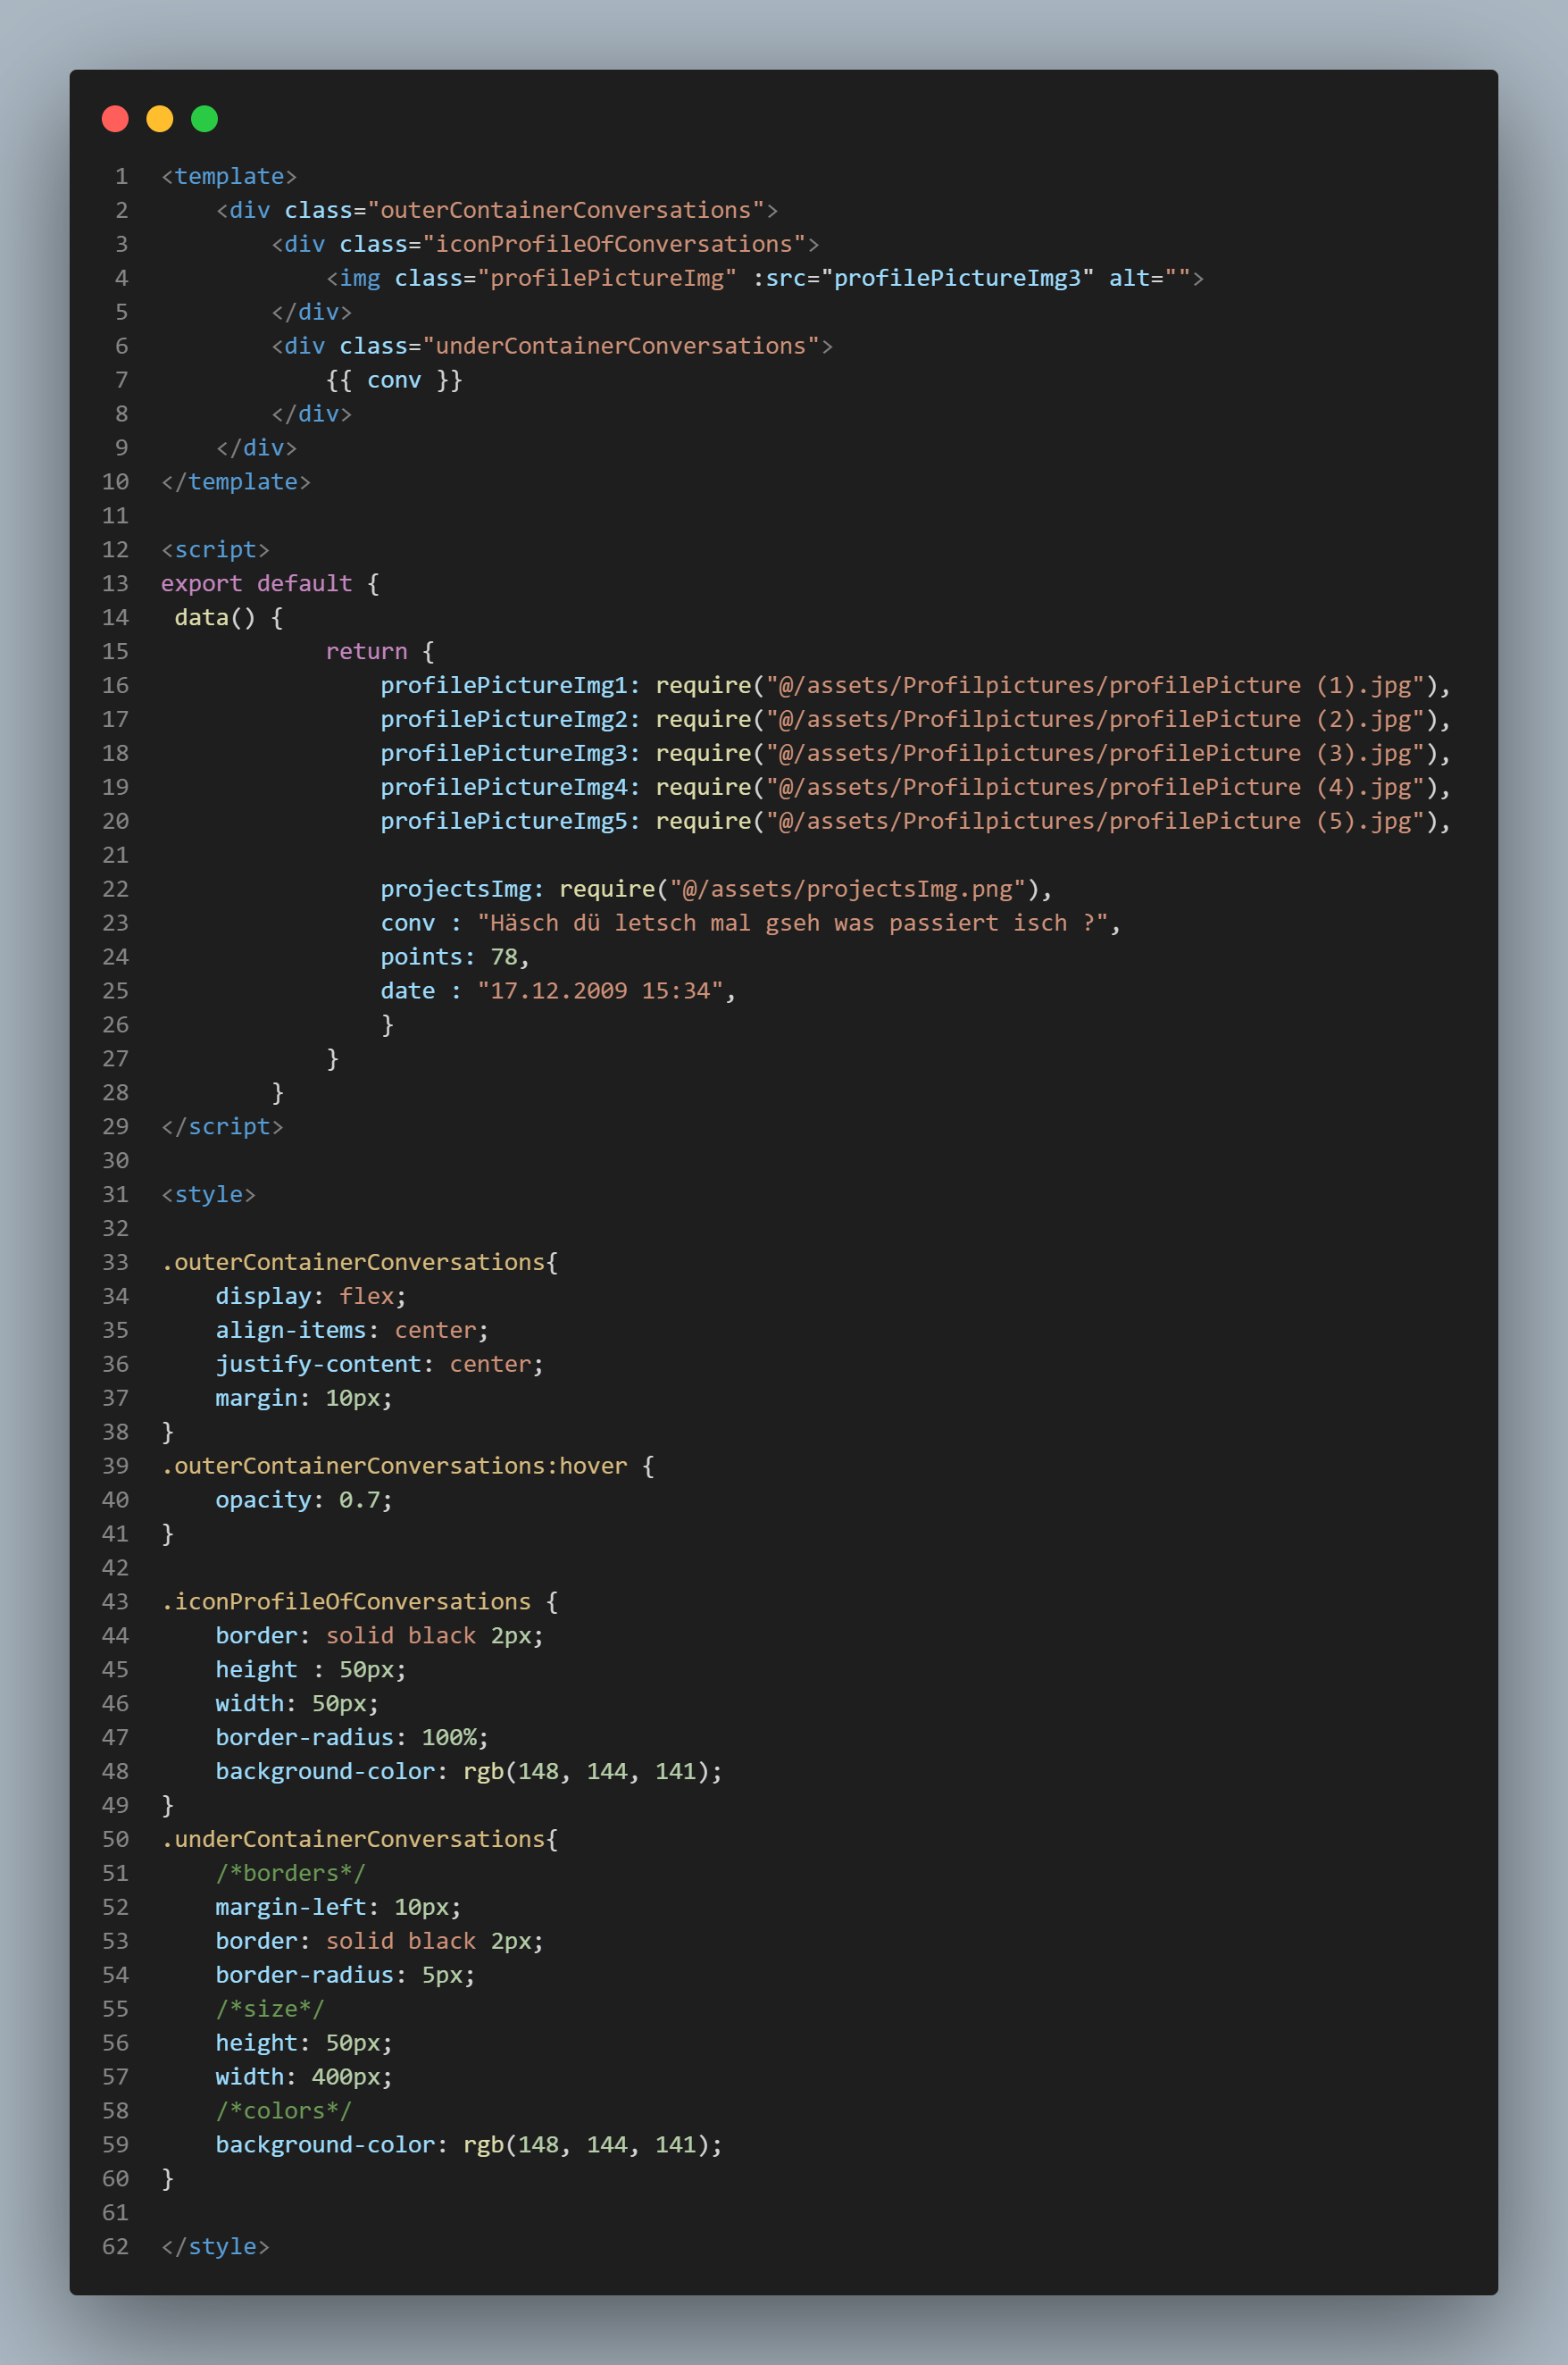 1 <template>
2     <div class="outerContainerConversations">
3         <div class="iconProfileOfConversations">
4             <img class="profilePictureImg" :src="profilePictureImg3" alt="">
5         </div>
6         <div class="underContainerConversations">
7             {{ conv }}
8         </div>
9     </div>
10 </template>
11
12 <script>
13 export default {
14  data() {
15             return {
16                 profilePictureImg1: require("@/assets/Profilpictures/profilePicture (1).jpg"),
17                 profilePictureImg2: require("@/assets/Profilpictures/profilePicture (2).jpg"),
18                 profilePictureImg3: require("@/assets/Profilpictures/profilePicture (3).jpg"),
19                 profilePictureImg4: require("@/assets/Profilpictures/profilePicture (4).jpg"),
20                 profilePictureImg5: require("@/assets/Profilpictures/profilePicture (5).jpg"),
21
22                 projectsImg: require("@/assets/projectsImg.png"),
23                 conv : "Häsch dü letsch mal gseh was passiert isch ?",
24                 points: 78,
25                 date : "17.12.2009 15:34",
26                 }
27             }
28         }
29 </script>
30
31 <style>
32
33 .outerContainerConversations{
34     display: flex;
35     align-items: center;
36     justify-content: center;
37     margin: 10px;
38 }
39 .outerContainerConversations:hover {
40     opacity: 0.7;
41 }
42
43 .iconProfileOfConversations {
44     border: solid black 2px;
45     height : 50px;
46     width: 50px;
47     border-radius: 100%;
48     background-color: rgb(148, 144, 141);
49 }
50 .underContainerConversations{
51     /*borders*/
52     margin-left: 10px;
53     border: solid black 2px;
54     border-radius: 5px;
55     /*size*/
56     height: 50px;
57     width: 400px;
58     /*colors*/
59     background-color: rgb(148, 144, 141);
60 }
61
62 </style>